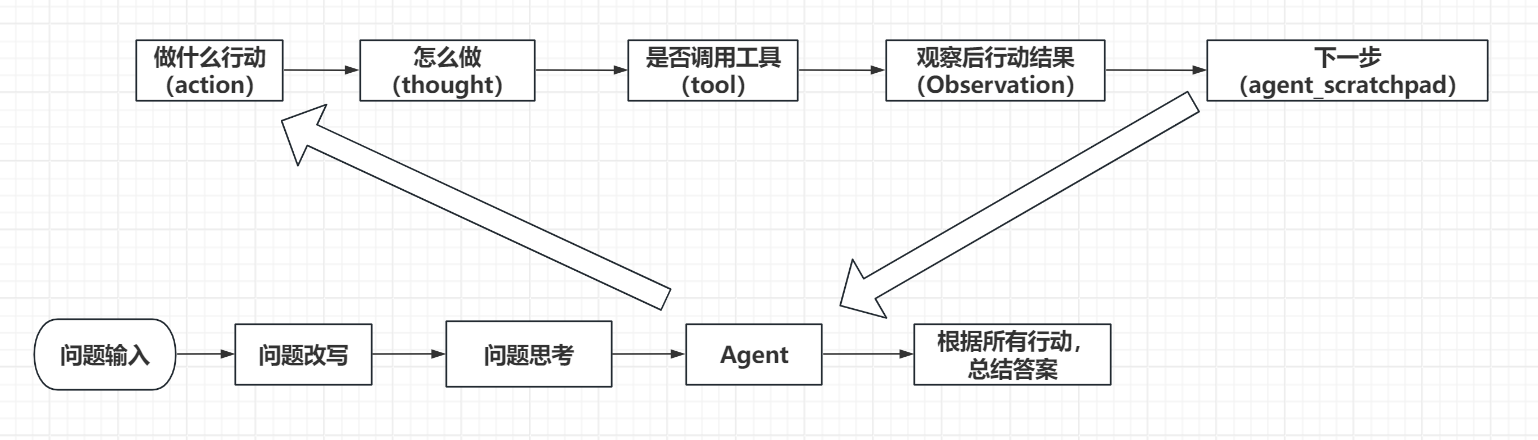 做什么行动
（action）
怎么做
（thought）
是否调用工具
（tool）
观察后行动结果
（Observation）
下一步
（agent_scratchpad）
问题输入
问题改写
问题思考
Agent
根据所有行动，
总结答案